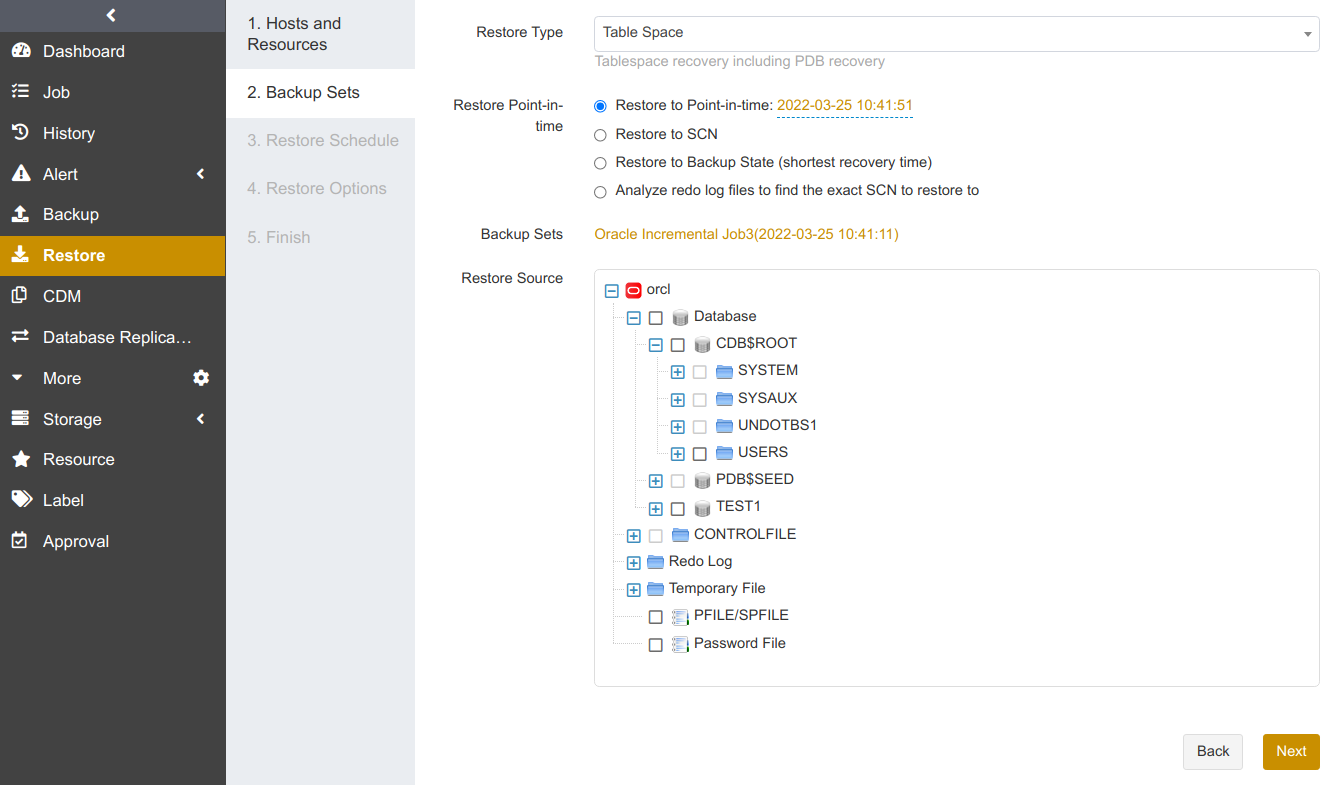 Dashboard
Job
History
Alert
Backup
Restore
CDM
Database Replica...
More
Storage
Resource
Label
Approval
1. Hosts and
Resources
2. Backup Sets
3. Restore Schedule
4. Restore Options
5. Finish
Restore Type
Table Space
Tablespace recovery including PDB recovery
Restore Point-in-
time
Restore to Point-in-time: 2022-03-25 10:41:51
Restore to SCN
Restore to Backup State (shortest recovery time)
Analyze redo log files to find the exact SCN to restore to
Backup Sets
Oracle Incremental Job3(2022-03-25 10:41:11)
Restore Source
orcl
Database
CDB$ROOT
SYSTEM
SYSAUX
UNDOTBS1
USERS
PDB$SEED
TEST1
CONTROLFILE
Redo Log
Temporary File
PFILE/SPFILE
Password File
Back
Next